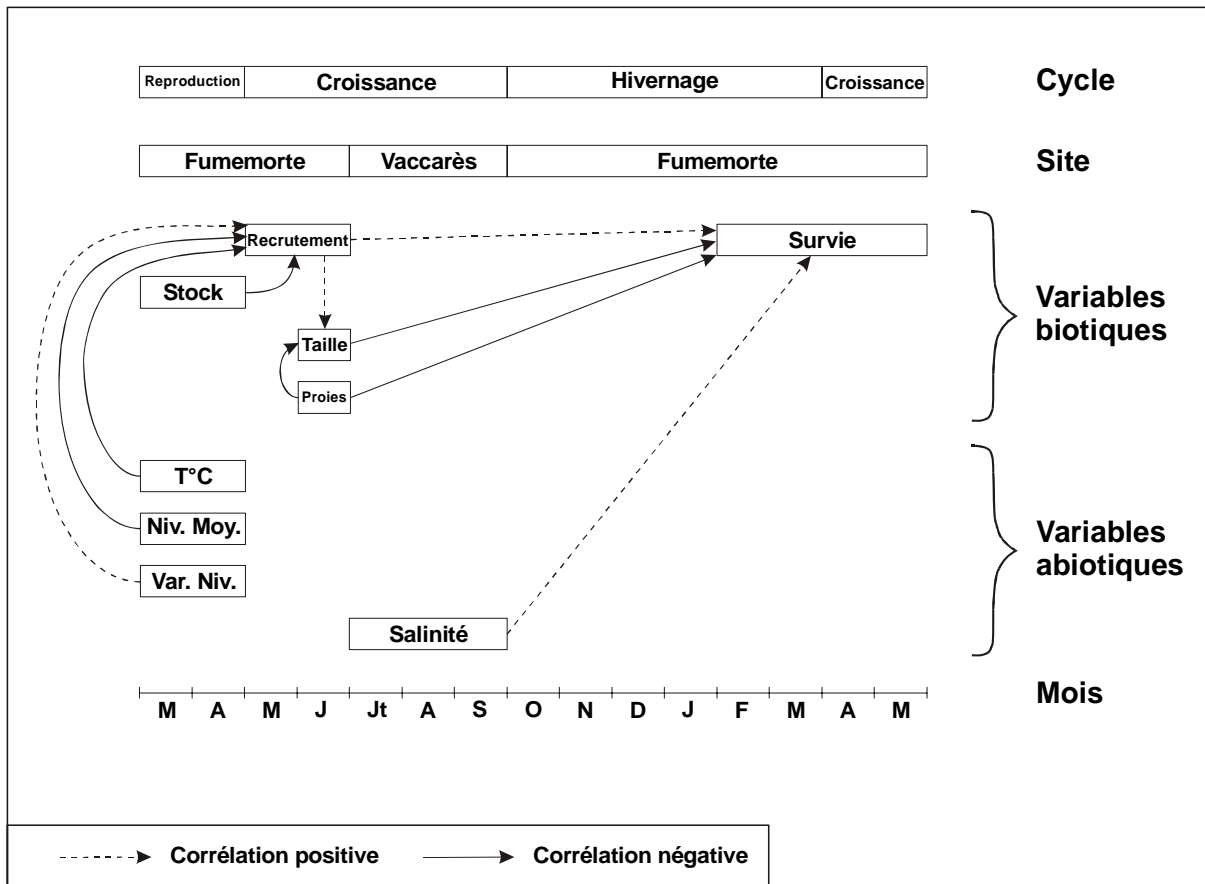 Reproduction Croissance Hivernage Croissance Cycle
Fumemorte Vaccarès Fumemorte Site
Recrutement Survie
Stock
Taille
Proies
Variables
biotiques
T°C
Niv. Moy.
Var. Niv.
Salinité
Variables
abiotiques
Mois
M A M J Jt A S O N D J F M A M
Corrélation positive Corrélation négative